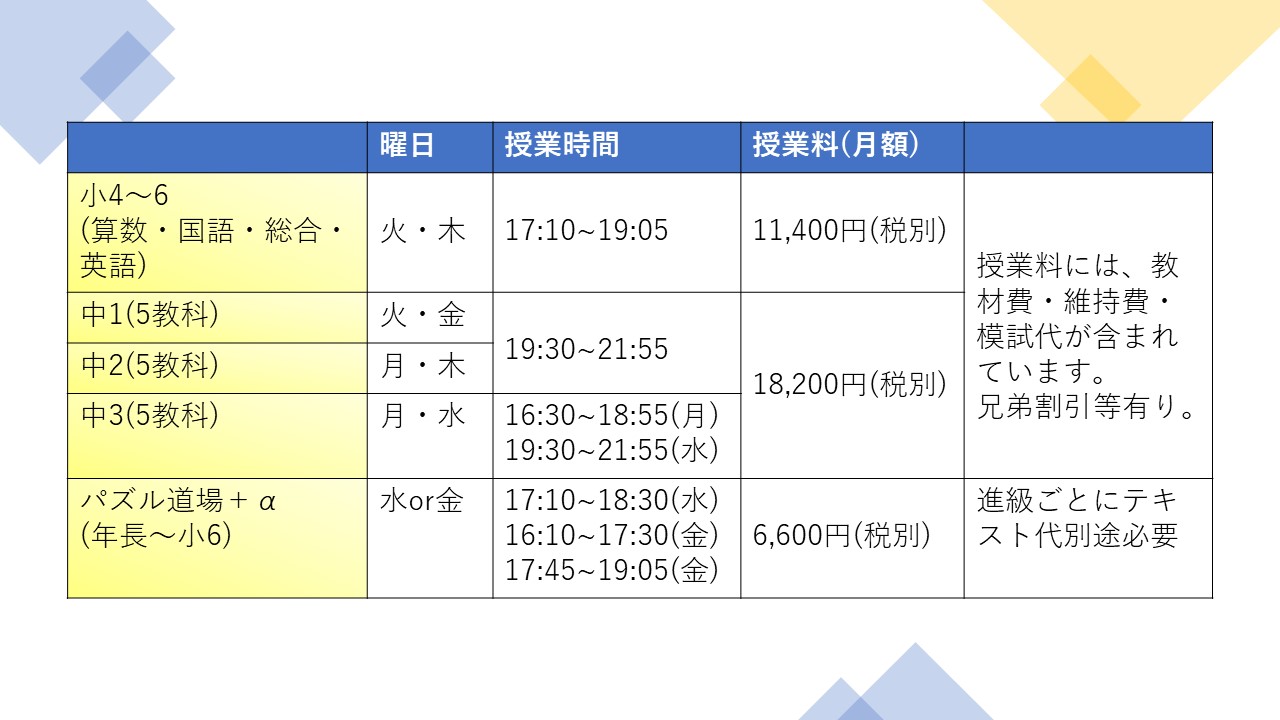 曜日 授業時間 授業料(月額)
小4～6
(算数・国語・総合・
英語)
火・木
17:10~19:05
11,400円(税別)
授業料には、教
材費・維持費・
模試代が含まれ
ています。
兄弟割引等有り。
中1(5教科)
火・金
19:30~21:55
18,200円(税別)
中2(5教科)
月・木
中3(5教科)
月・水
16:30~18:55(月)
19:30~21:55(水)
パズル道場＋α
(年長～小6)
水or金
17:10~18:30(水)
16:10~17:30(金)
17:45~19:05(金)
6,600円(税別)
進級ごとにテキ
スト代別途必要